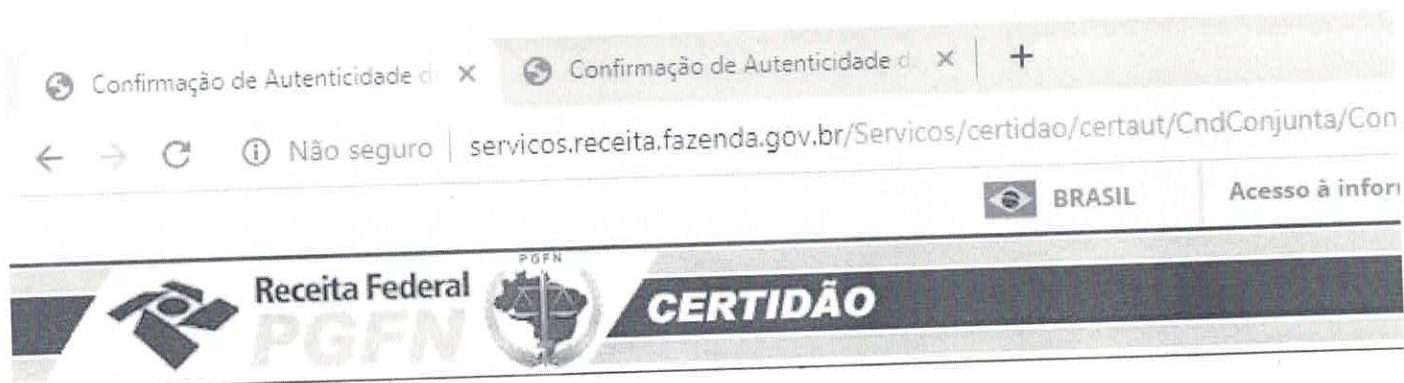 Confirmação de Autenticidade d
Confirmação de Autenticidade d
Não seguro | servicos.receita.fazenda.gov.br/Servicos/certidao/certaut/CndConjunta/Con
BRASIL
Acesso à infor
Receita Federal
PGFN
PGFN
CERTIDÃO